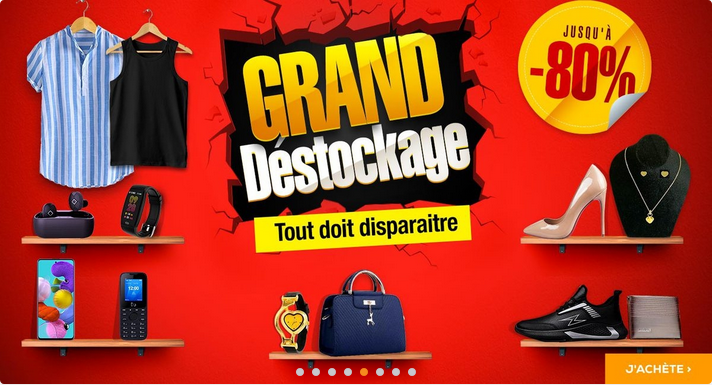 JUSQU'À
-80%
GRAND
Déstockage
Tout doit disparaitre
J'ACHÈTE ›